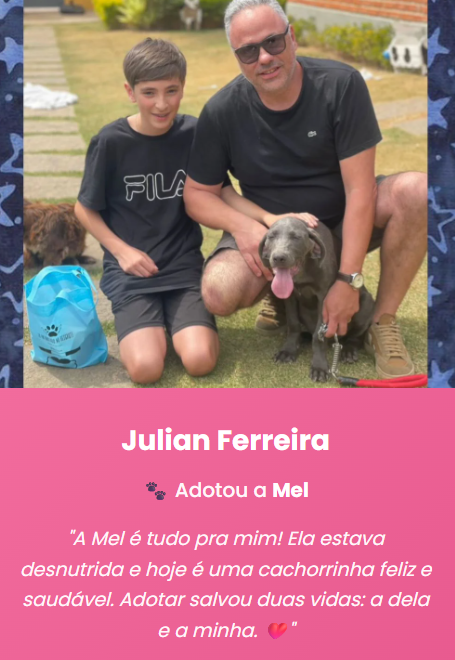 FILA
Julian Ferreira
🐾 Adotou a Mel
"A Mel é tudo pra mim! Ela estava
desnutrida e hoje é uma cachorrinha feliz e
saudável. Adotar salvou duas vidas: a dela
e a minha. 💗"